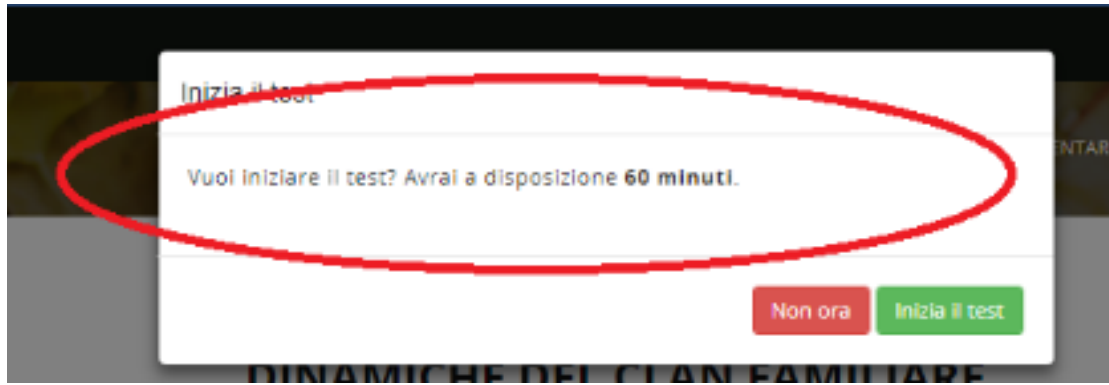 Inizia il test
ENTAR
Vuoi iniziare il test? Avrai a disposizione 60 minuti.
Non ora
Inizia il test
DINAMICHE DEL CLAN FAMILIARE